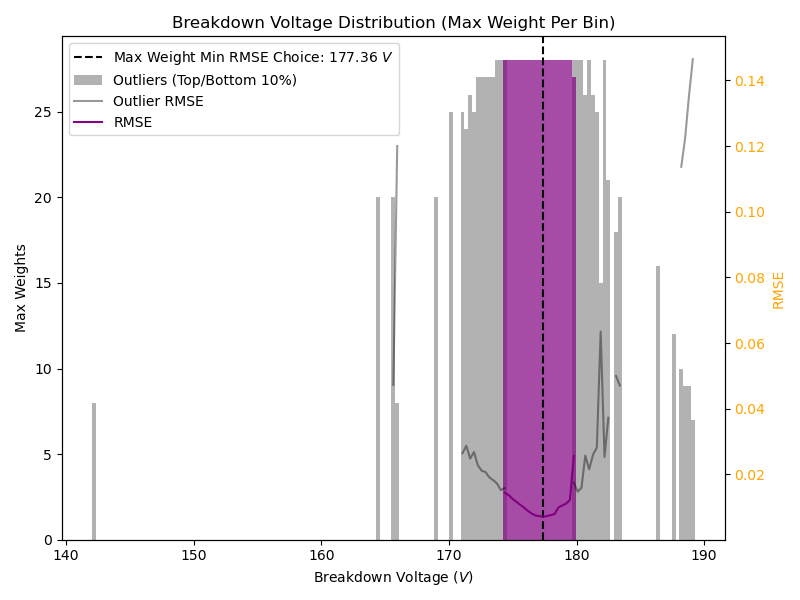 Breakdown Voltage Distribution (Max Weight Per Bin)
Max Weight Min RMSE Choice: 177.36 V
Outliers (Top/Bottom 10%)
Outlier RMSE
RMSE
Max Weights
0
5
10
15
20
25
140
150
160
170
180
190
Breakdown Voltage (V)
0.02
0.04
0.06
0.08
0.10
0.12
0.14
RMSE